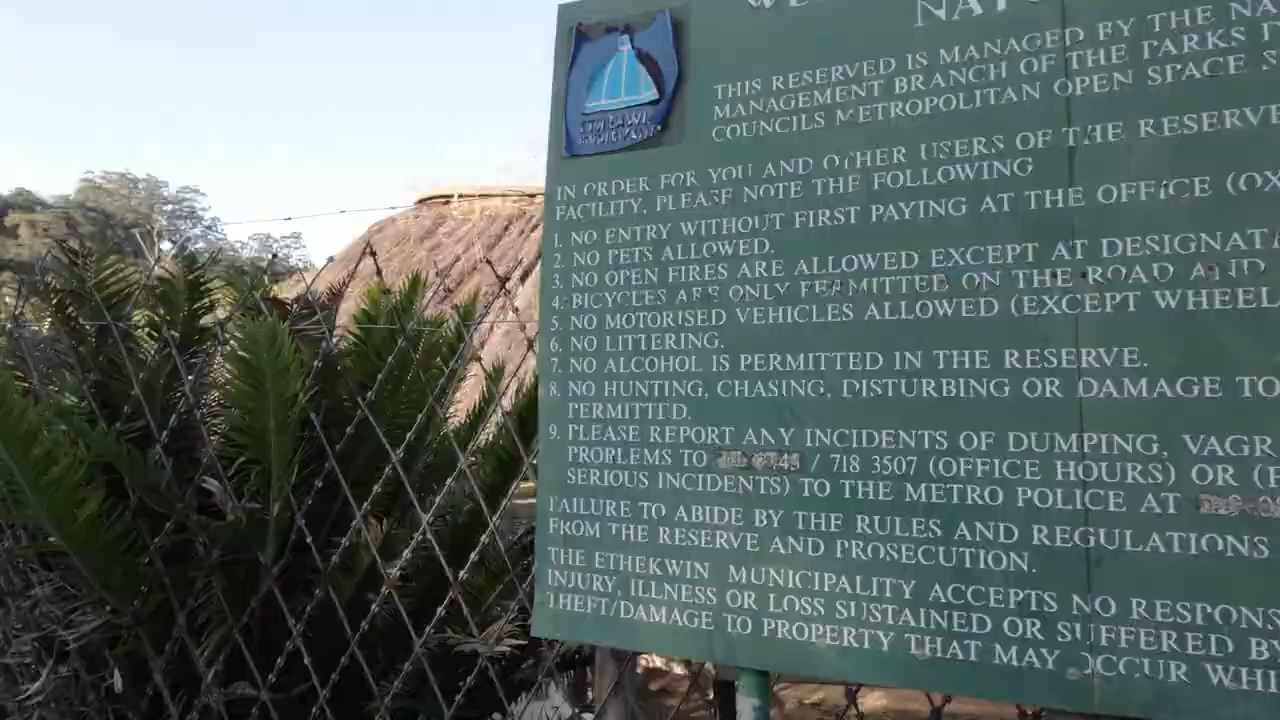 THIS RESERVED IS MANAGED BY THE
MANAGEMENT BRANCH OF THE PARKS
COUNCILS METROPOLITAN OPEN SPACE
IN ORDER FOR YOU AND OTHER USERS OF THE RESERVE
FACILITY, PLEASE NOTE THE FOLLOWING
1. NO ENTRY WITHOUT FIRST PAYING AT THE OFFICE
2. NO PETS ALLOWED.
3. NO OPEN FIRES ARE ALLOWED EXCEPT AT
4. BICYCLES ARE ONLY PERMITTED ON THE ROAD AND
5. NO MOTORISED VEHICLES ALLOWED (EXCEPT WHEEL
6. NO LITTERING.
7. NO ALCOHOL IS PERMITTED IN THE RESERVE.
8. NO HUNTING, CHASING, DISTURBING OR DAMAGE TO
PERMITTED.
9. PLEASE REPORT ANY INCIDENTS OF DUMPING,
PROBLEMS TO / 718 3507 (OFFICE HOURS) OR
SERIOUS INCIDENTS) TO THE METRO POLICE AT
FAILURE TO ABIDE BY THE RULES AND REGULATIONS
FROM THE RESERVE AND PROSECUTION.
THE ETHEKWIN MUNICIPALITY ACCEPTS NO
INJURY, ILLNESS OR LOSS SUSTAINED OR SUFFERED BY
THEFT/DAMAGE TO PROPERTY THAT MAY OCCUR